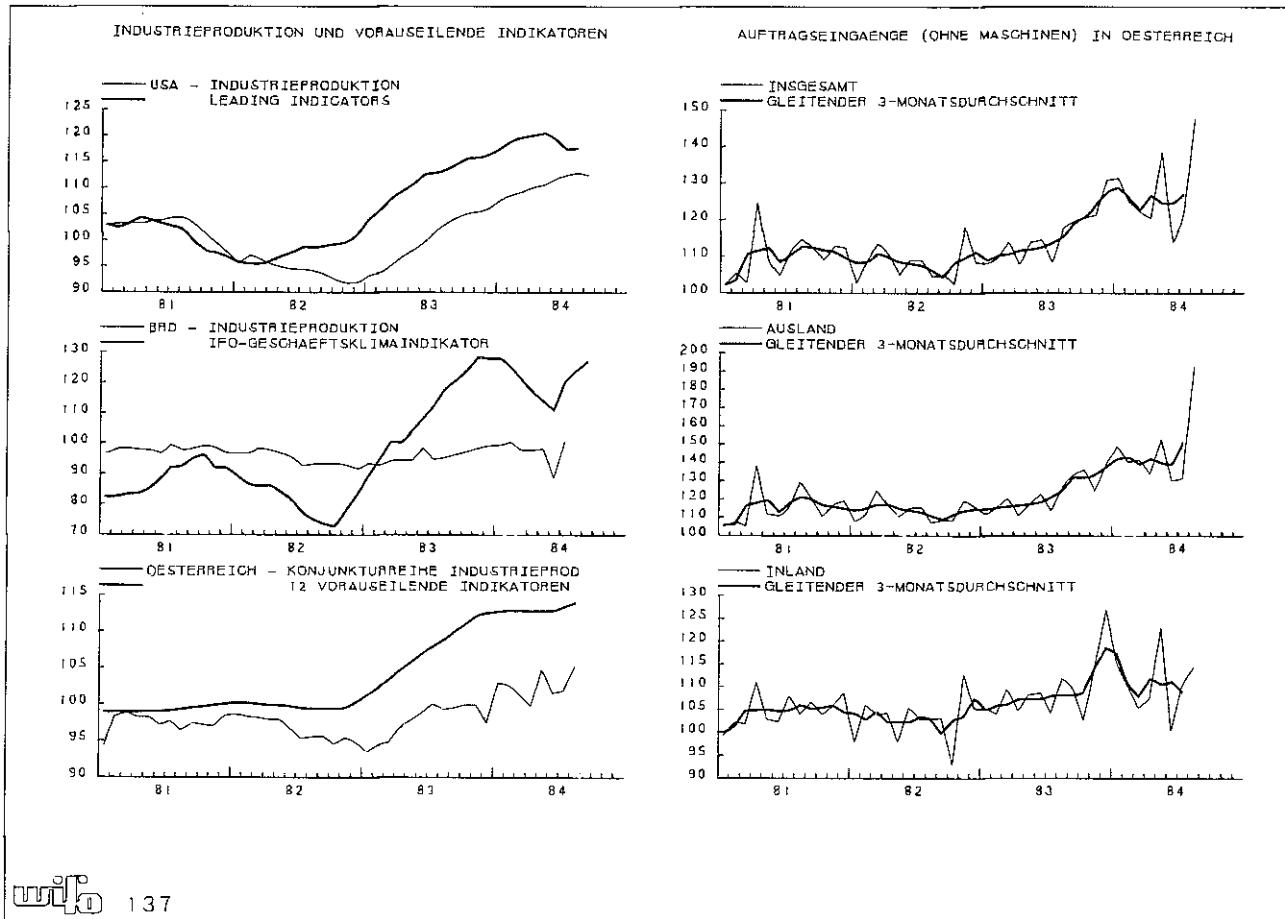 INDUSTRIEPRODUKTION UND VORAUSEILENDE INDIKATOREN
USA - INDUSTRIEPRODUKTION
LEADING INDICATORS
125
120
115
110
105
100
95
90
81 82 83 84
BRD - INDUSTRIEPRODUKTION
IFO-GESCHAEFTSKLIMAINDIKATOR
130
120
110
100
90
80
70
81 82 83 84
OESTERREICH - KONJUNKTURREIHE INDUSTRIEPROD
12 VORAUSEILENDE INDIKATOREN
115
110
105
100
95
90
81 82 83 84
AUFTRAGSEINGAENGE (OHNE MASCHINEN) IN OESTERREICH
INSGESAMT
GLEITENDER 3-MONATSDURCHSCHNITT
150
140
130
120
110
100
81 82 83 84
AUSLAND
GLEITENDER 3-MONATSDURCHSCHNITT
200
190
180
170
160
150
140
130
120
110
100
81 82 83 84
INLAND
GLEITENDER 3-MONATSDURCHSCHNITT
130
125
120
115
110
105
100
95
90
81 82 83 84
wifo 137